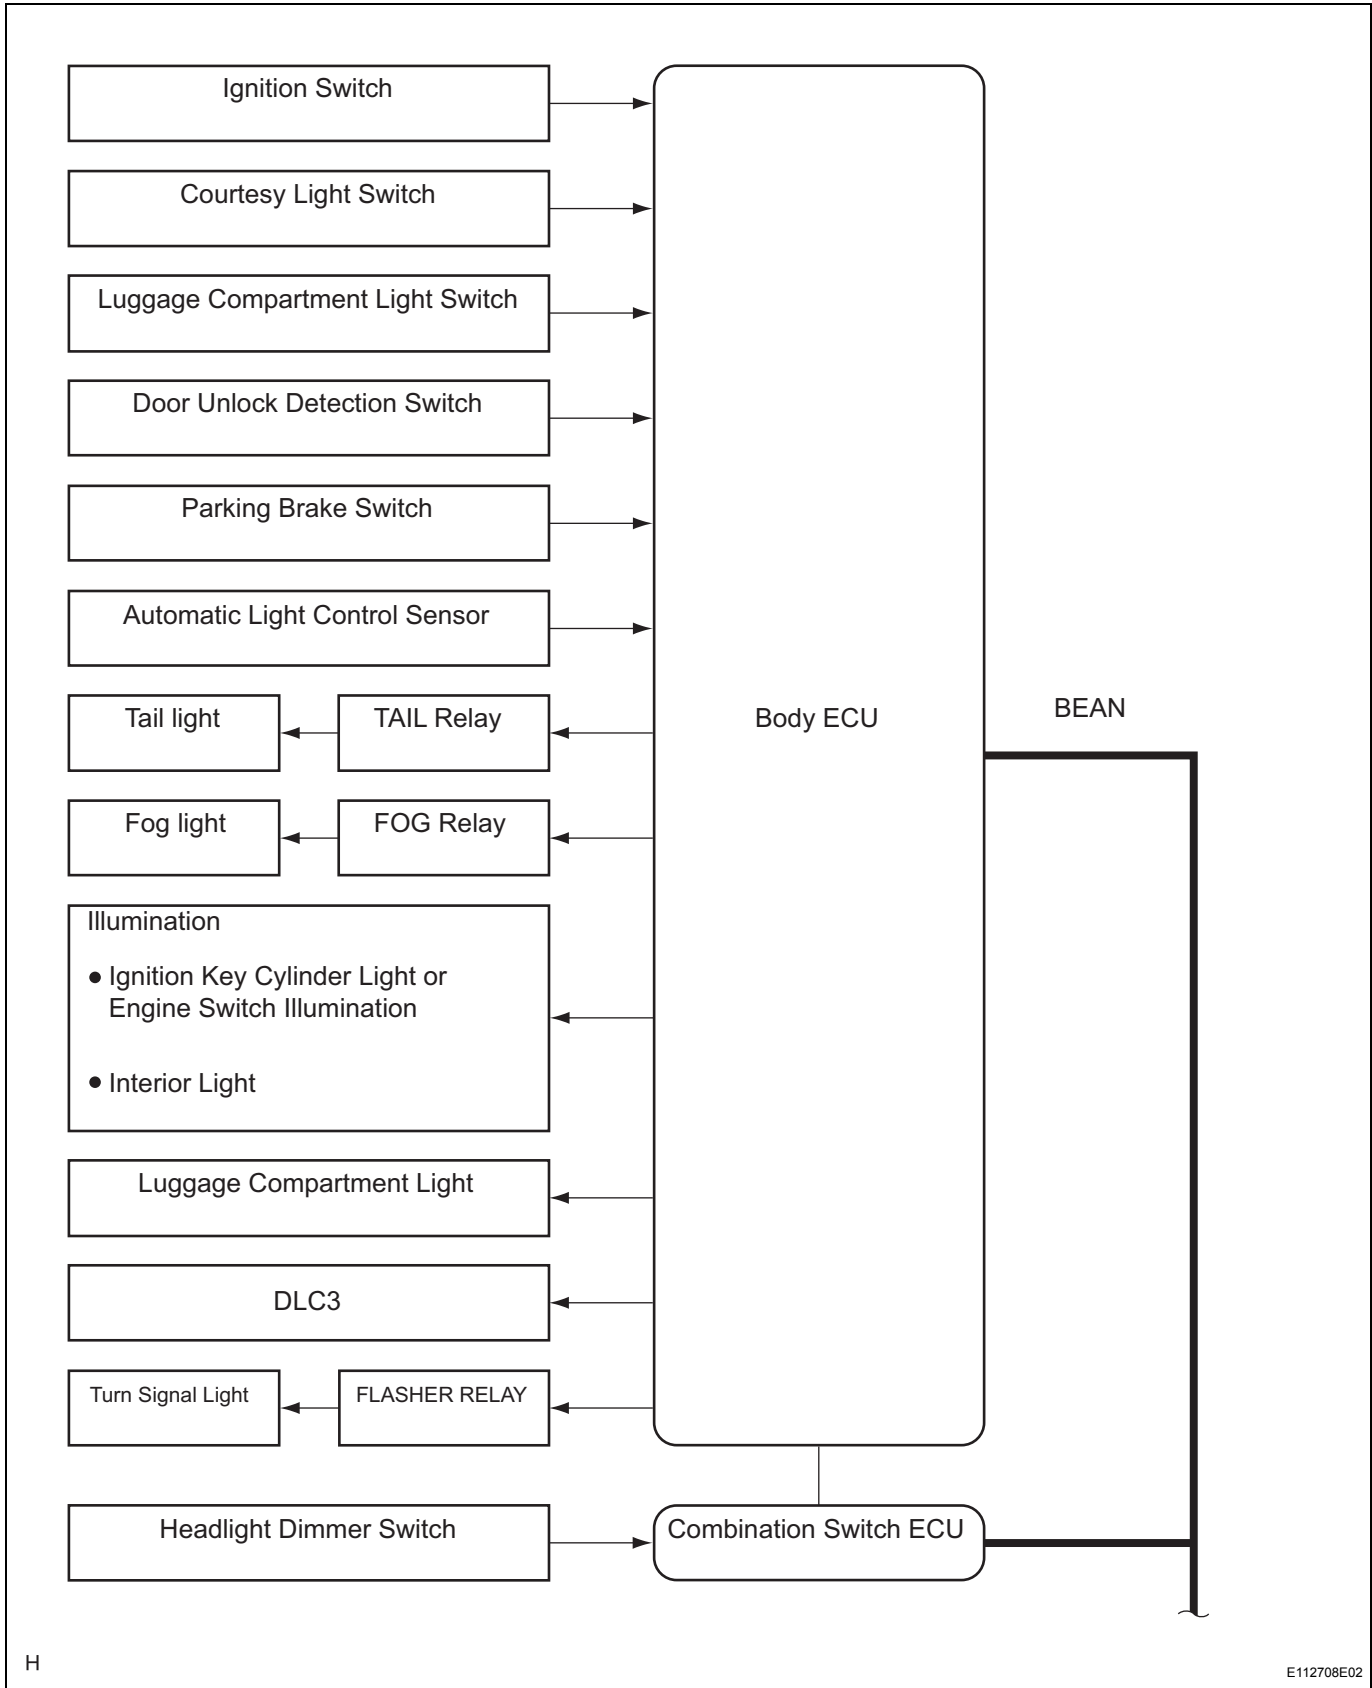 Ignition Switch
Courtesy Light Switch
Luggage Compartment Light Switch
Door Unlock Detection Switch
Parking Brake Switch
Automatic Light Control Sensor
Tail light
TAIL Relay
Body ECU
BEAN
Fog light
FOG Relay
Illumination
● Ignition Key Cylinder Light or
Engine Switch Illumination
● Interior Light
Luggage Compartment Light
DLC3
Turn Signal Light
FLASHER RELAY
Headlight Dimmer Switch
Combination Switch ECU
H
E112708E02